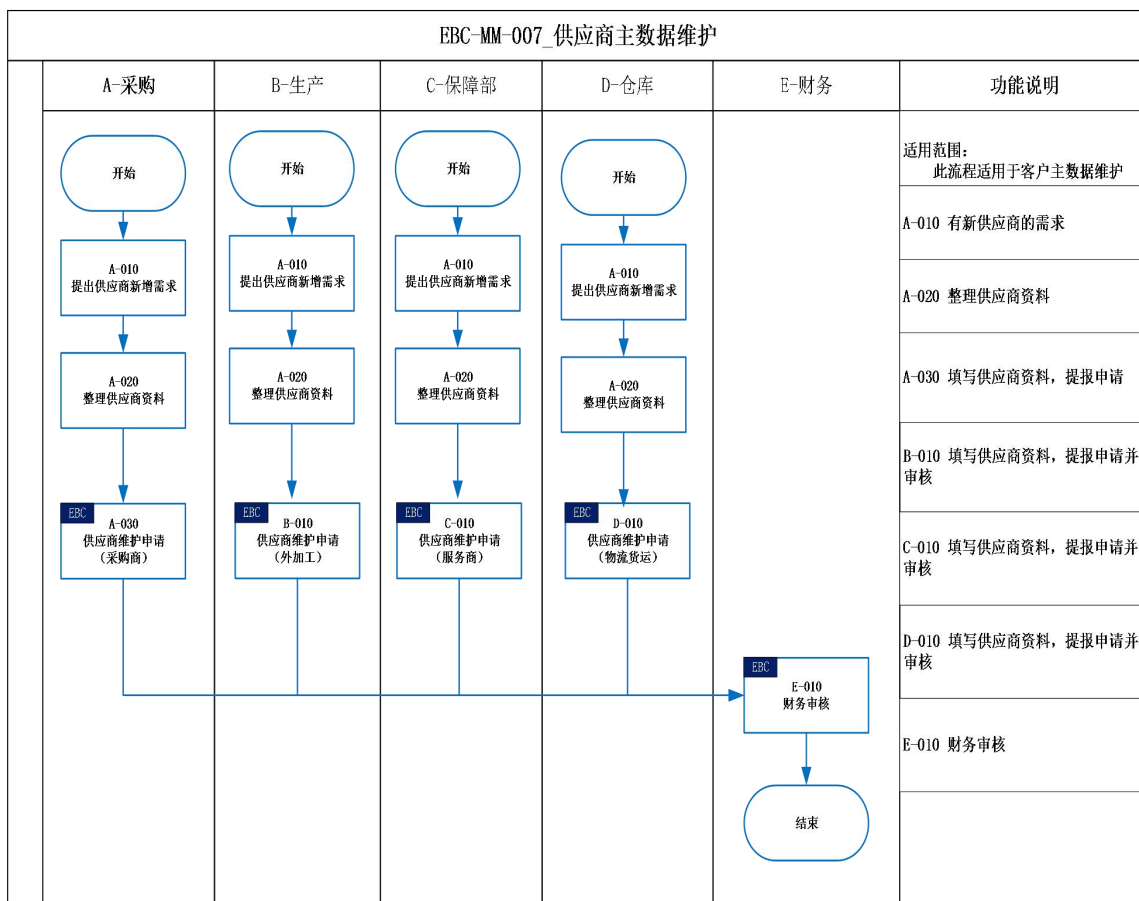 EBC-MM-007_供应商主数据维护
A-采购
B-生产
C-保障部
D-仓库
E-财务
功能说明
开始
开始
开始
开始
A-010
提出供应商新增需求
A-010
提出供应商新增需求
A-010
提出供应商新增需求
A-010
提出供应商新增需求
A-020
整理供应商资料
A-020
整理供应商资料
A-020
整理供应商资料
A-020
整理供应商资料
EBC
A-030
供应商维护申请
（采购商）
EBC
B-010
供应商维护申请
（外加工）
EBC
C-010
供应商维护申请
（服务商）
EBC
D-010
供应商维护申请
（物流货运）
EBC
E-010
财务审核
结束
适用范围：
此流程适用于客户主数据维护
A-010 有新供应商的需求
A-020 整理供应商资料
A-030 填写供应商资料，提报申请
B-010 填写供应商资料，提报申请并
审核
C-010 填写供应商资料，提报申请并
审核
D-010 填写供应商资料，提报申请并
审核
E-010 财务审核